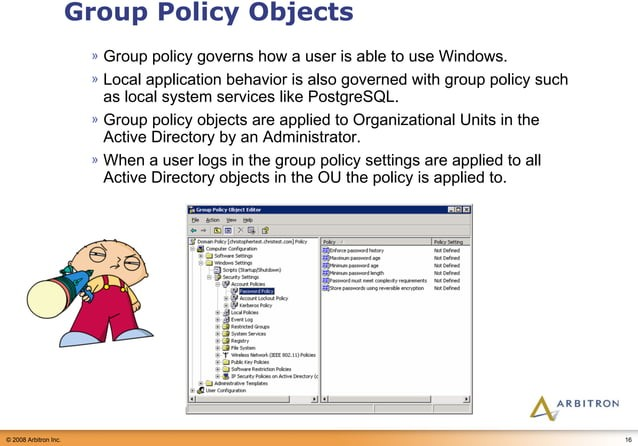 Group Policy Objects
» Group policy governs how a user is able to use Windows.
» Local application behavior is also governed with group policy such
as local system services like PostgreSQL.
» Group policy objects are applied to Organizational Units in the
Active Directory by an Administrator.
» When a user logs in the group policy settings are applied to all
Active Directory objects in the OU the policy is applied to.
Group Policy Object Editor
File Action View Help
Domain Policy [christophertest.christest.com] Policy
Computer Configuration
Software Settings
Windows Settings
Scripts (Startup/Shutdown)
Security Settings
Account Policies
Password Policy
Account Lockout Policy
Kerberos Policy
Local Policies
Event Log
Restricted Groups
System Services
Registry
File System
Wireless Network (IEEE 802.11) Policies
Public Key Policies
Software Restriction Policies
IP Security Policies on Active Directory (c
Administrative Templates
User Configuration
Policy Policy Setting
Enforce password history Not Defined
Maximum password age Not Defined
Minimum password age Not Defined
Minimum password length Not Defined
Password must meet complexity requirements Not Defined
Store passwords using reversible encryption Not Defined
ARBITRON
© 2008 Arbitron Inc. 16